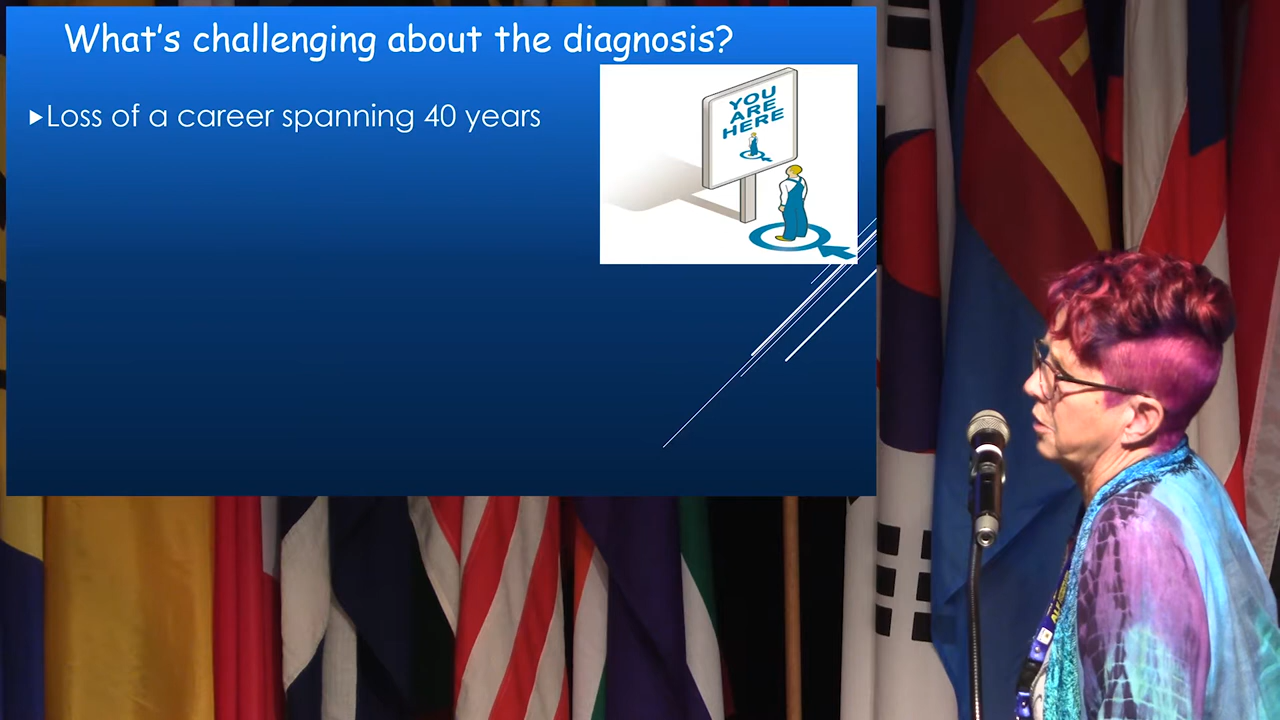 What's challenging about the diagnosis?
Loss of a career spanning 40 years
YOU
ARE
HERE